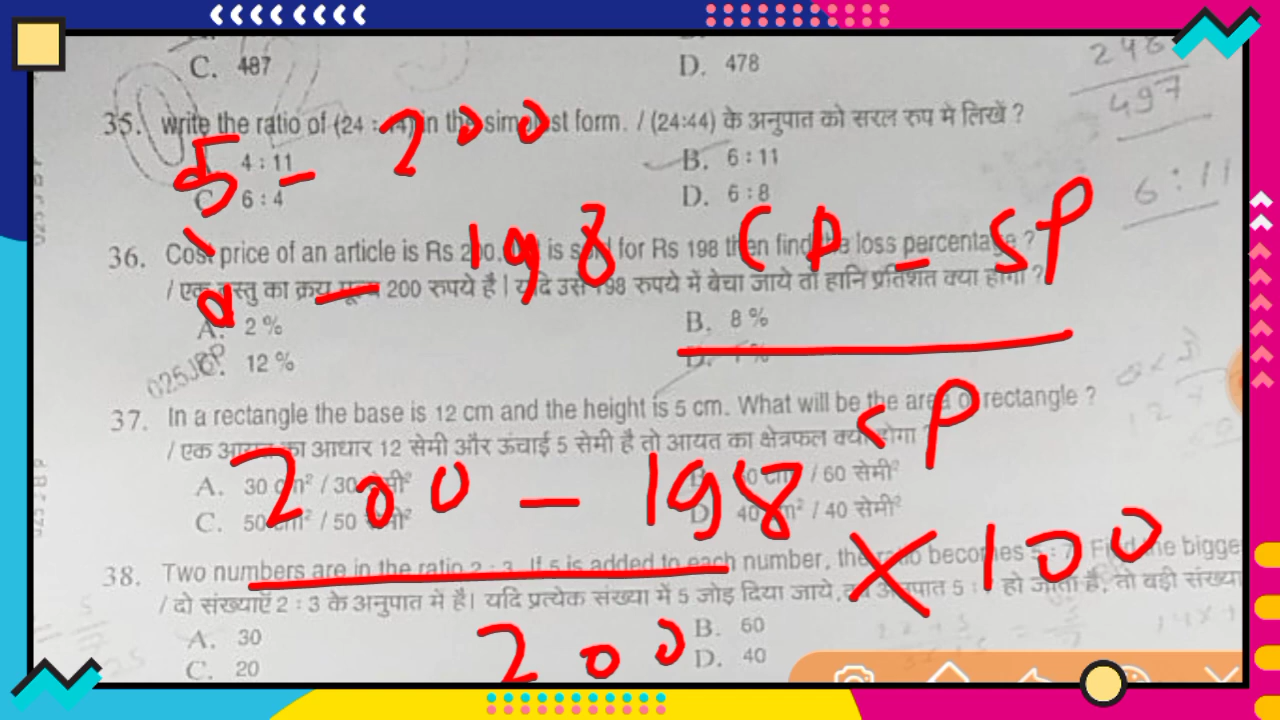 C. 487 D. 478
35. write the ratio of (24 : 44) in the simplest form. / (24:44) के अनुपात को सरल रुप मे लिखें ?
A. 4 : 11 B. 6 : 11
C. 6 : 4 D. 6 : 8
36. Cost price of an article is Rs 200. is sold for Rs 198 then find the loss percentage ?
/ एक वस्तु का क्रय मूल्य 200 रुपये है। यदि उसे 198 रुपये में बेचा जाये तो हानि प्रतिशत क्या होगा ?
A. 2 % B. 8 %
C. 12 % D. 1 %
025JBP
37. In a rectangle the base is 12 cm and the height is 5 cm. What will be the area of rectangle ?
/ एक आयत का आधार 12 सेमी और ऊंचाई 5 सेमी है तो आयत का क्षेत्रफल क्या होगा ?
A. 30 cm² / 30 सेमी² B. 60 cm² / 60 सेमी²
C. 50 cm² / 50 सेमी² D. 40 cm² / 40 सेमी²
38. Two numbers are in the ratio 2 : 3. If 5 is added to each number, the ratio becomes 5 : 7. Find the bigge
/ दो संख्याएँ 2 : 3 के अनुपात मे है। यदि प्रत्येक संख्या में 5 जोड़ दिया जाये, अनुपात 5 : 7 हो जाता है, तो वड़ी संख्या
A. 30 B. 60
C. 20 D. 40
248
497
6 : 11
- 200
- 198
CP - SP
CP
200 - 198
200
× 100